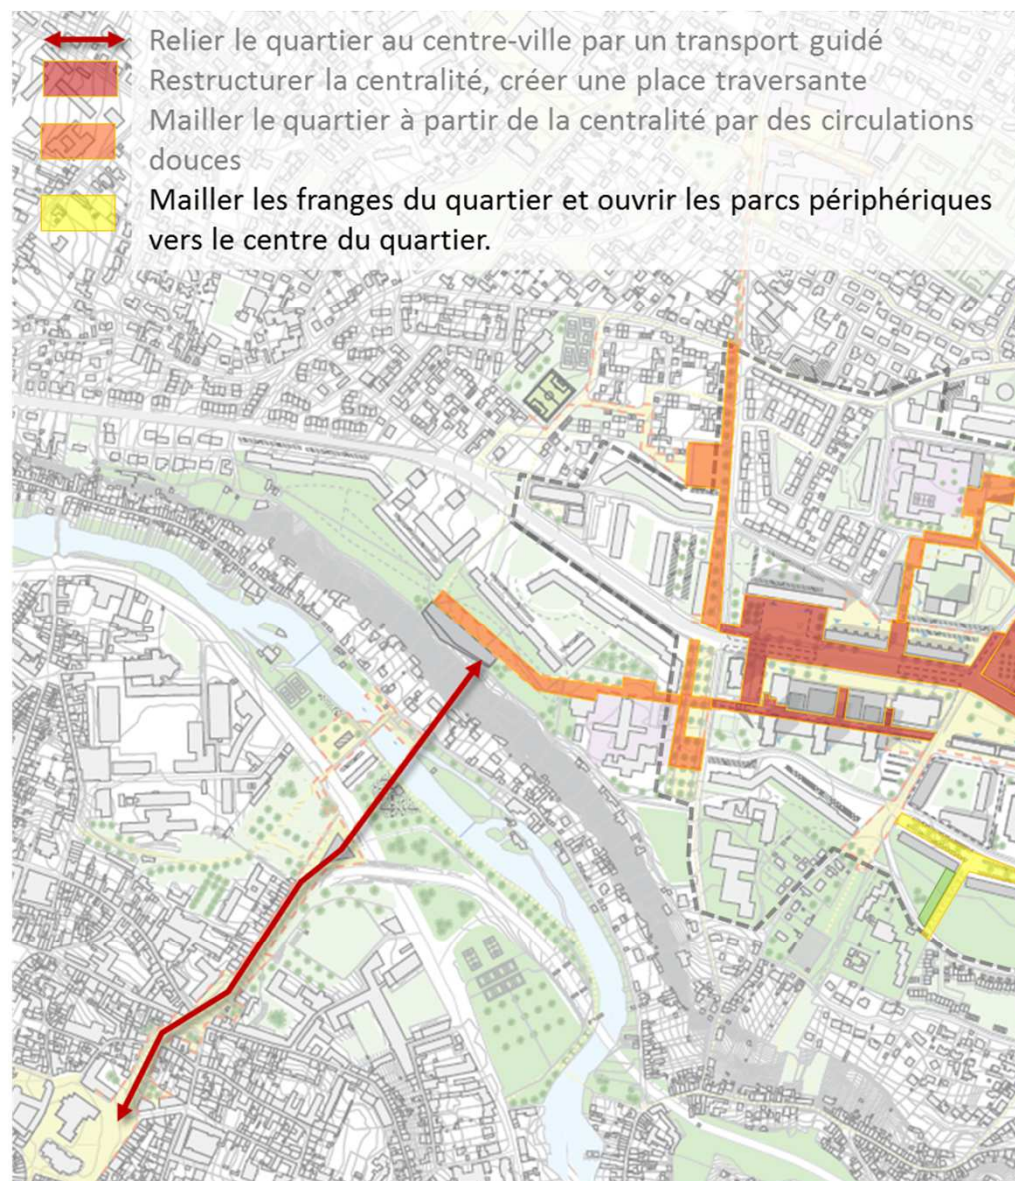 Relier le quartier au centre-ville par un transport guidé
Restructurer la centralité, créer une place traversante
Mailler le quartier à partir de la centralité par des circulations
douces
Mailler les franges du quartier et ouvrir les parcs périphériques
vers le centre du quartier.